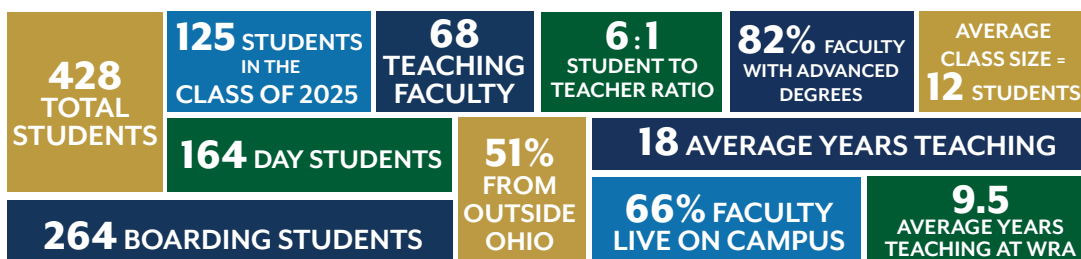 428
TOTAL
STUDENTS
125 STUDENTS
IN THE
CLASS OF 2025
68
TEACHING
FACULTY
6:1
STUDENT TO
TEACHER RATIO
82% FACULTY
WITH ADVANCED
DEGREES
AVERAGE
CLASS SIZE =
12 STUDENTS
164 DAY STUDENTS
51%
FROM
OUTSIDE
OHIO
18 AVERAGE YEARS TEACHING
264 BOARDING STUDENTS
66% FACULTY
LIVE ON CAMPUS
9.5
AVERAGE YEARS
TEACHING AT WRA